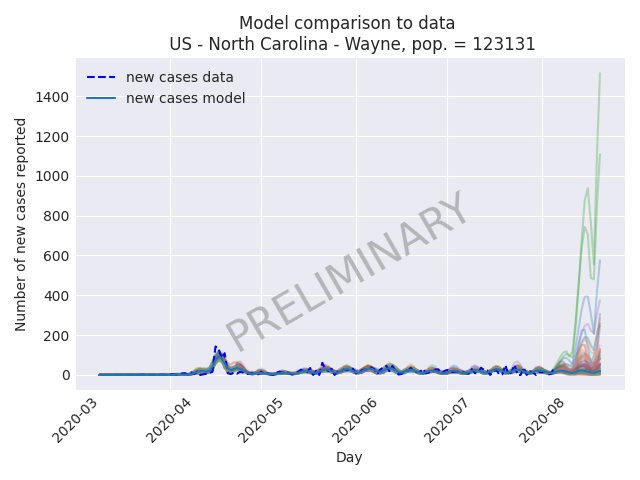 Model comparison to data
US - North Carolina - Wayne, pop. = 123131
new cases data
new cases model
Number of new cases reported
1400
1200
1000
800
600
400
200
0
PRELIMINARY
2020-03
2020-04
2020-05
2020-06
2020-07
2020-08
Day